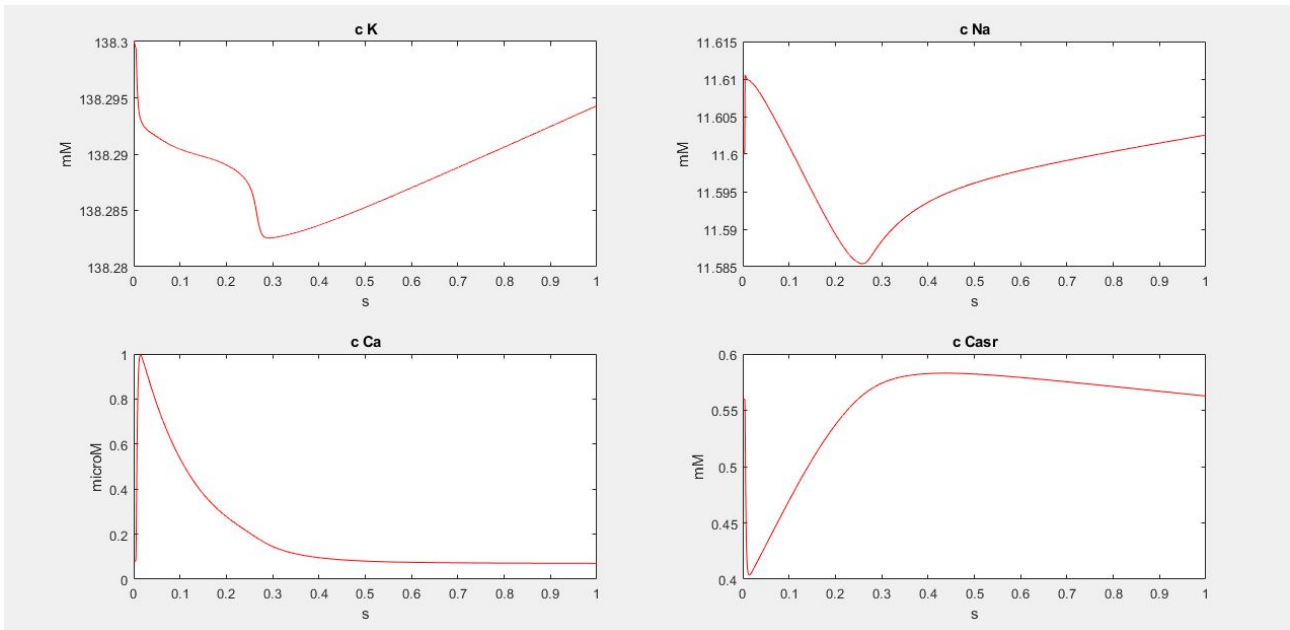 c K
138.3
138.295
138.29
138.285
138.28
mM
0 0.1 0.2 0.3 0.4 0.5 0.6 0.7 0.8 0.9 1
s
c Na
11.615
11.61
11.605
11.6
11.595
11.59
11.585
mM
0 0.1 0.2 0.3 0.4 0.5 0.6 0.7 0.8 0.9 1
s
c Ca
1
0.8
0.6
0.4
0.2
0
microM
0 0.1 0.2 0.3 0.4 0.5 0.6 0.7 0.8 0.9 1
s
c Casr
0.6
0.55
0.5
0.45
0.4
mM
0 0.1 0.2 0.3 0.4 0.5 0.6 0.7 0.8 0.9 1
s